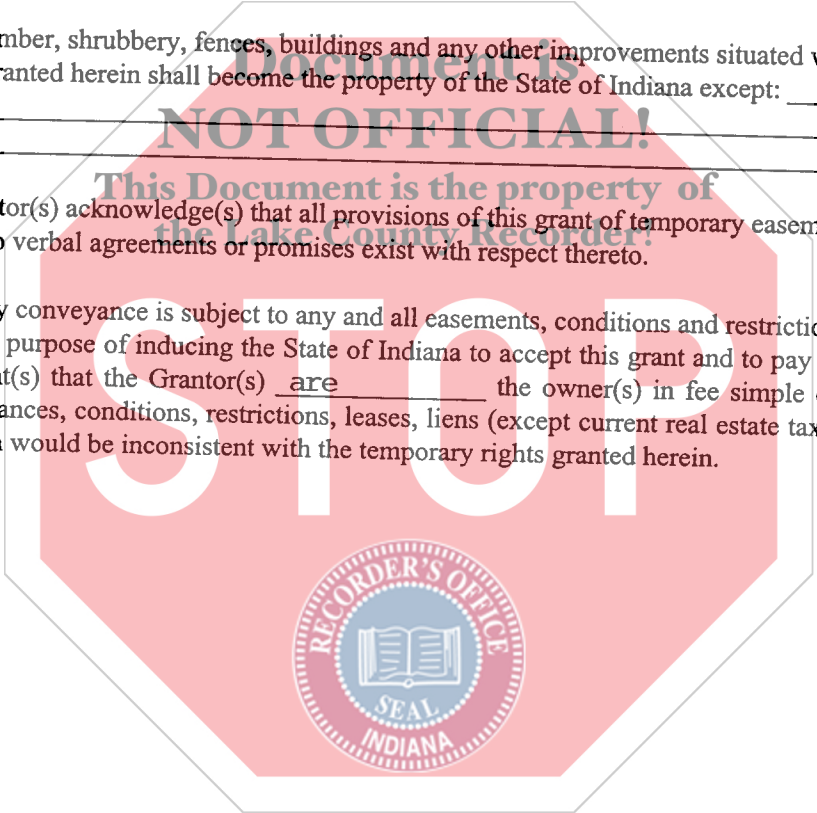 mber, shrubbery, fences, buildings and any other improvements situated
Document is
ranted herein shall become the property of the State of Indiana except:
NOT OFFICIAL!
This Document is the property of
tor(s) acknowledge(s) that all provisions of this grant of temporary easem
the Lake County Recorder!
verbal agreements or promises exist with respect thereto.
y conveyance is subject to any and all easements, conditions and restrictio
purpose of inducing the State of Indiana to accept this grant and to pay
t(s) that the Grantor(s) are the owner(s) in fee simple
ances, conditions, restrictions, leases, liens (except current real estate tax
would be inconsistent with the temporary rights granted herein.
STOP
RECORDER'S OFFICE
SEAL
INDIANA